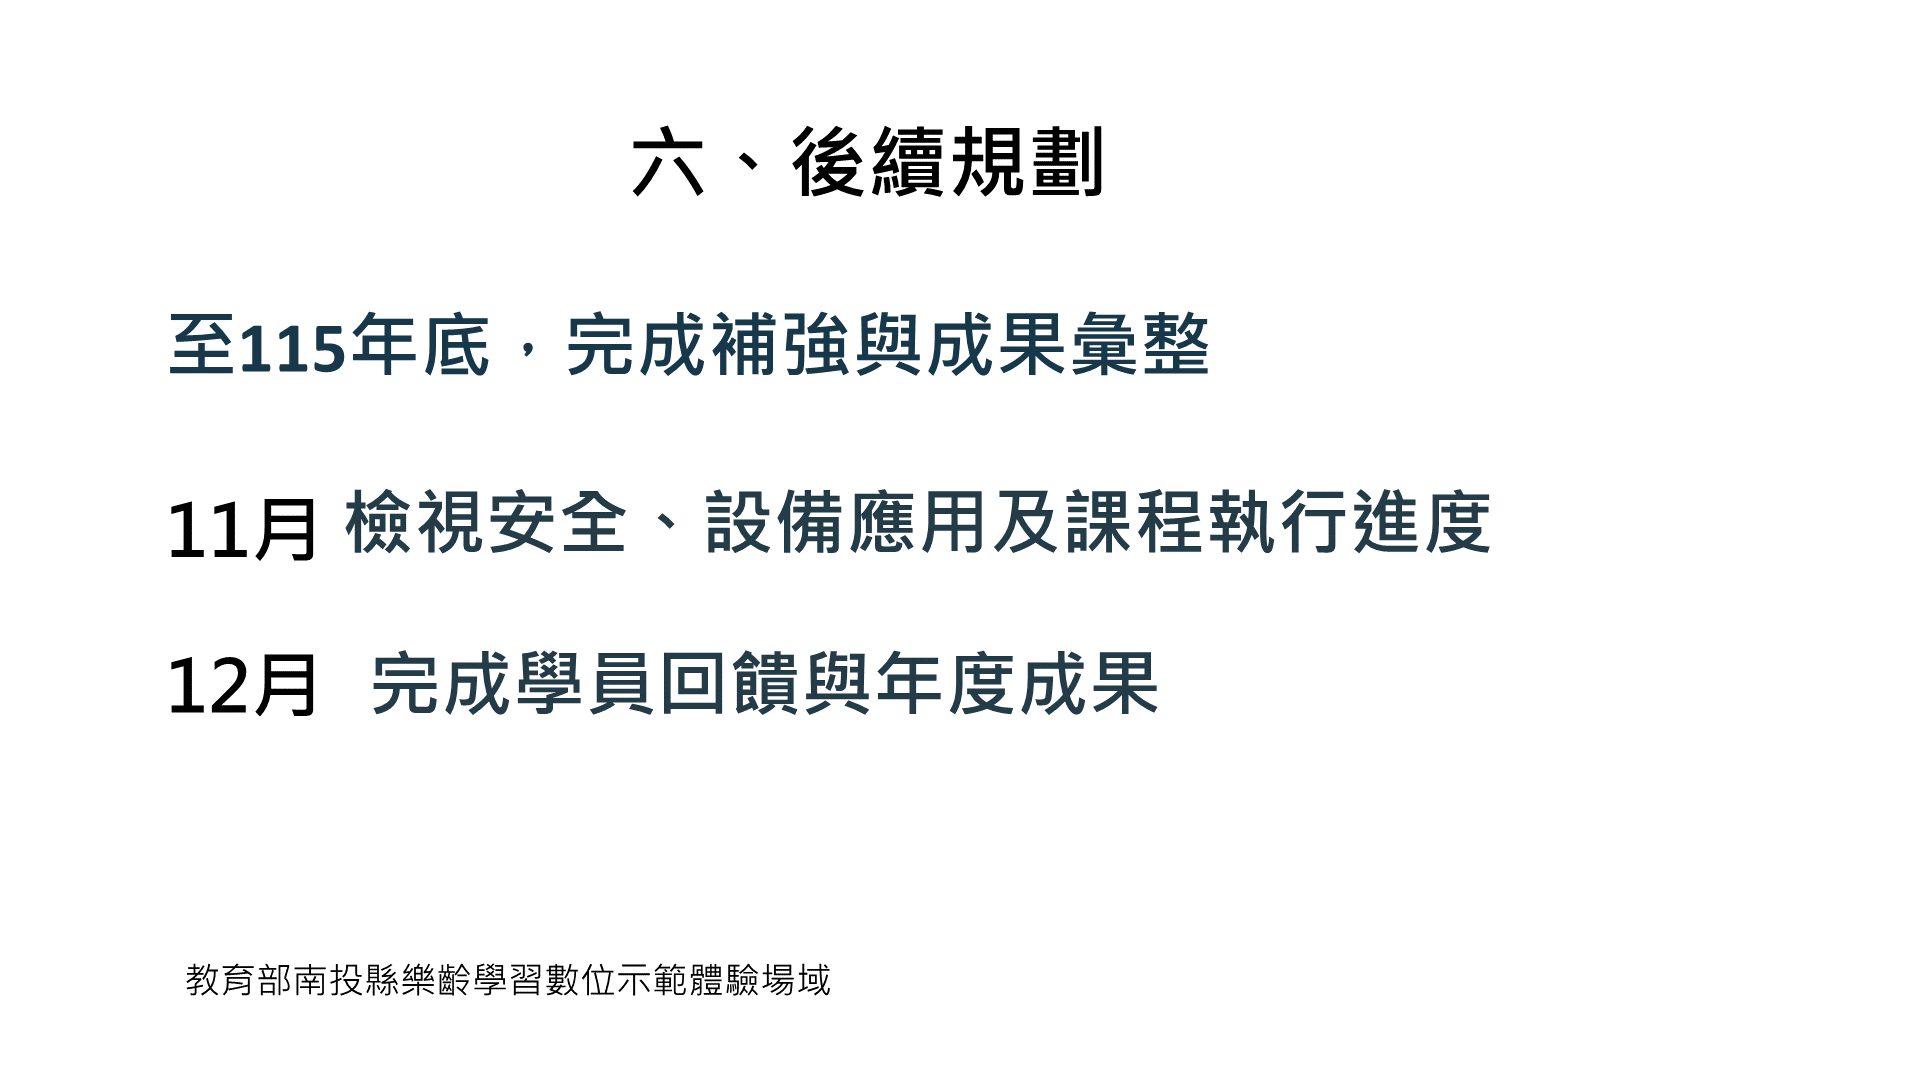 六、後續規劃
至115年底，完成補強與成果彙整
11月 檢視安全、設備應用及課程執行進度
12月 完成學員回饋與年度成果
教育部南投縣樂齡學習數位示範體驗場域